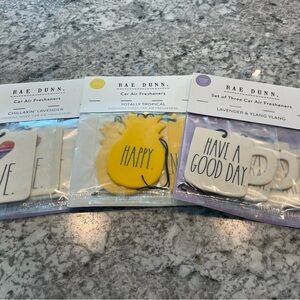 RAE DUNN.
Car Air Fresheners
CHILLAXIN' LAVENDER
VE.
RAE DUNN.
Car Air Fresheners
TOTALLY TROPICAL
HAPPY
RAE DUNN.
Set of Three Car Air Fresheners
LAVENDER & YLANG YLANG
HAVE A
GOOD DAY.